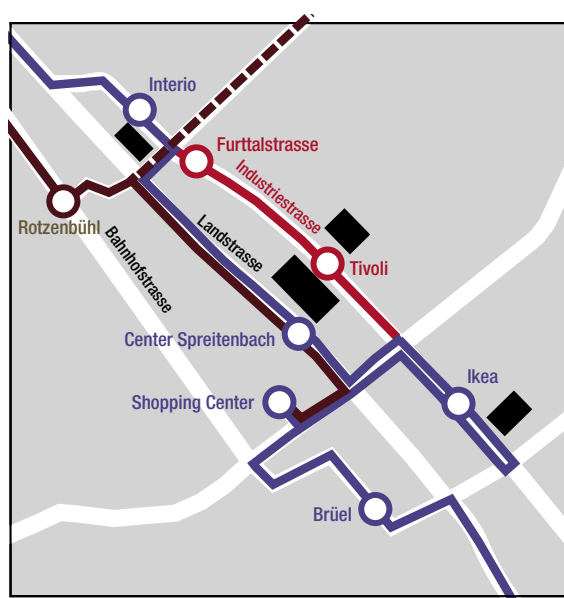 Interio
Furttalstrasse
Industriestrasse
Rotzenbühl
Bahnhofstrasse
Landstrasse
Tivoli
Center Spreitenbach
Ikea
Shopping Center
Brüel